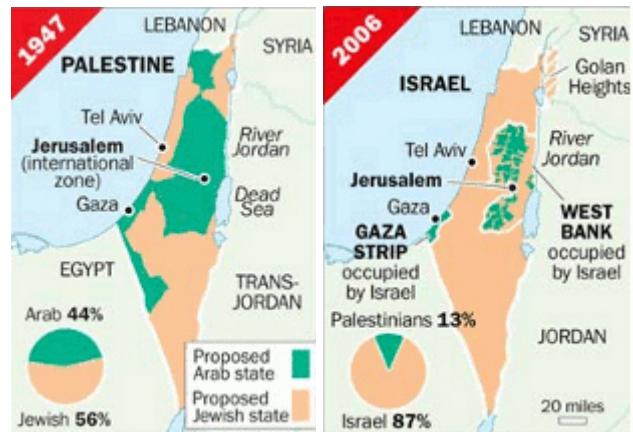 1947
LEBANON
SYRIA
PALESTINE
Tel Aviv
Jerusalem
(international
zone)
River
Jordan
Gaza
Dead
Sea
EGYPT
TRANS-
JORDAN
Arab 44%
Jewish 56%
Proposed
Arab state
Proposed
Jewish state
2006
LEBANON
SYRIA
Golan
Heights
ISRAEL
Tel Aviv
River
Jordan
Jerusalem
Gaza
GAZA
STRIP
occupied
by Israel
WEST
BANK
occupied
by Israel
Palestinians 13%
JORDAN
Israel 87%
20 miles